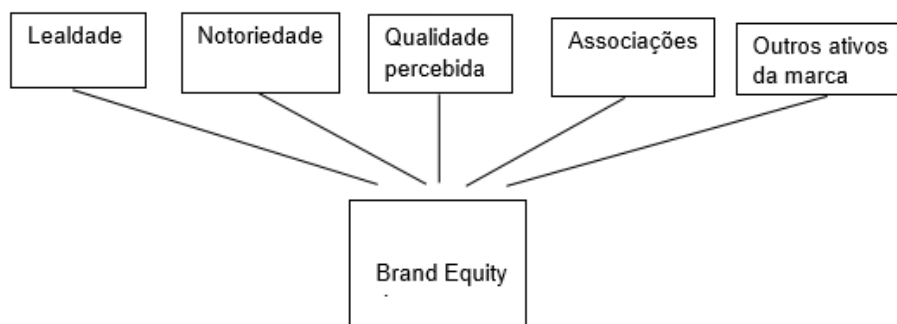 Lealdade
Notoriedade
Qualidade
percebida
Associações
Outros ativos
da marca
Brand Equity